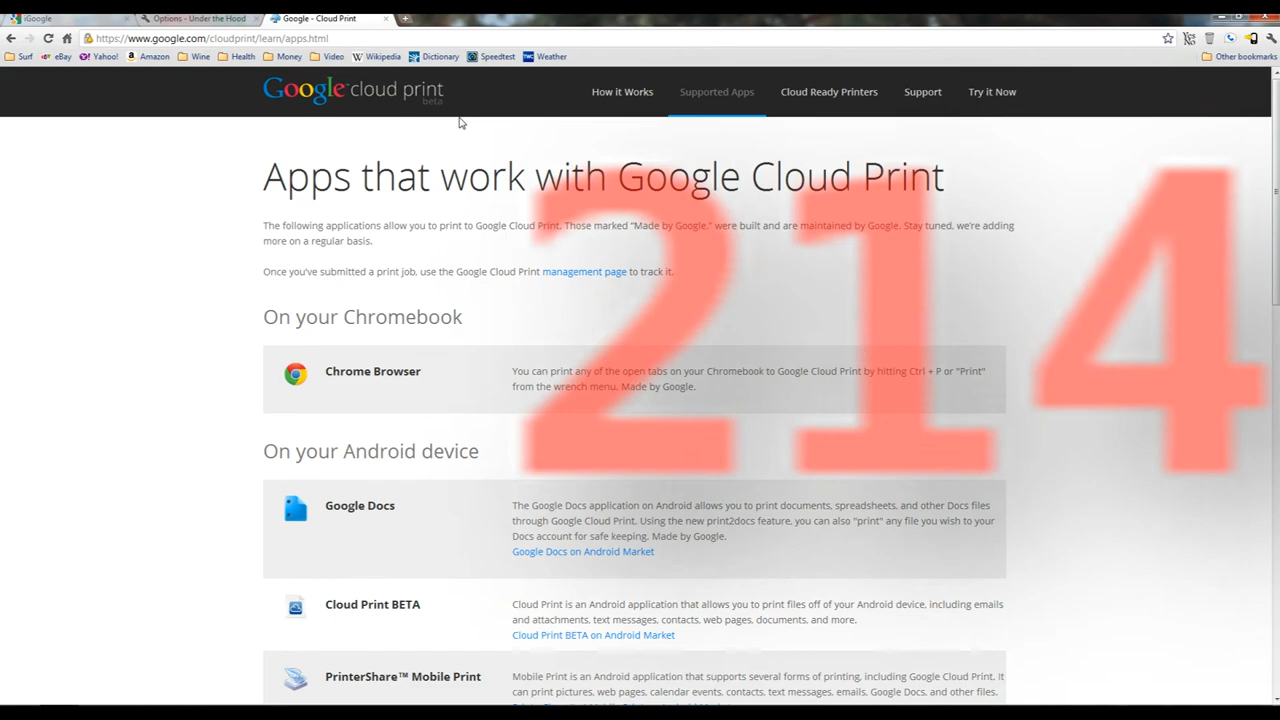 iGoogle
Options - Under the Hood
Google - Cloud Print
https://www.google.com/cloudprint/learn/apps.html
Surf eBay Yahoo! Amazon Wine Health Money Video Wikipedia Dictionary Speedtest Weather Other bookmarks
Google cloud print
beta
How it Works Supported Apps Cloud Ready Printers Support Try it Now
Apps that work with Google Cloud Print
The following applications allow you to print to Google Cloud Print. Those marked "Made by Google." were built and are maintained by Google. Stay tuned, we're adding
more on a regular basis.
Once you've submitted a print job, use the Google Cloud Print management page to track it.
214
On your Chromebook
Chrome Browser
You can print any of the open tabs on your Chromebook to Google Cloud Print by hitting Ctrl + P or "Print"
from the wrench menu. Made by Google.
On your Android device
Google Docs
The Google Docs application on Android allows you to print documents, spreadsheets, and other Docs files
through Google Cloud Print. Using the new print2docs feature, you can also "print" any file you wish to your
Docs account for safe keeping. Made by Google.
Google Docs on Android Market
Cloud Print BETA
Cloud Print is an Android application that allows you to print files off of your Android device, including emails
and attachments, text messages, contacts, web pages, documents, and more.
Cloud Print BETA on Android Market
PrinterShare™ Mobile Print
Mobile Print is an Android application that supports several forms of printing, including Google Cloud Print. It
can print pictures, web pages, calendar events, contacts, text messages, emails, Google Docs, and other files.